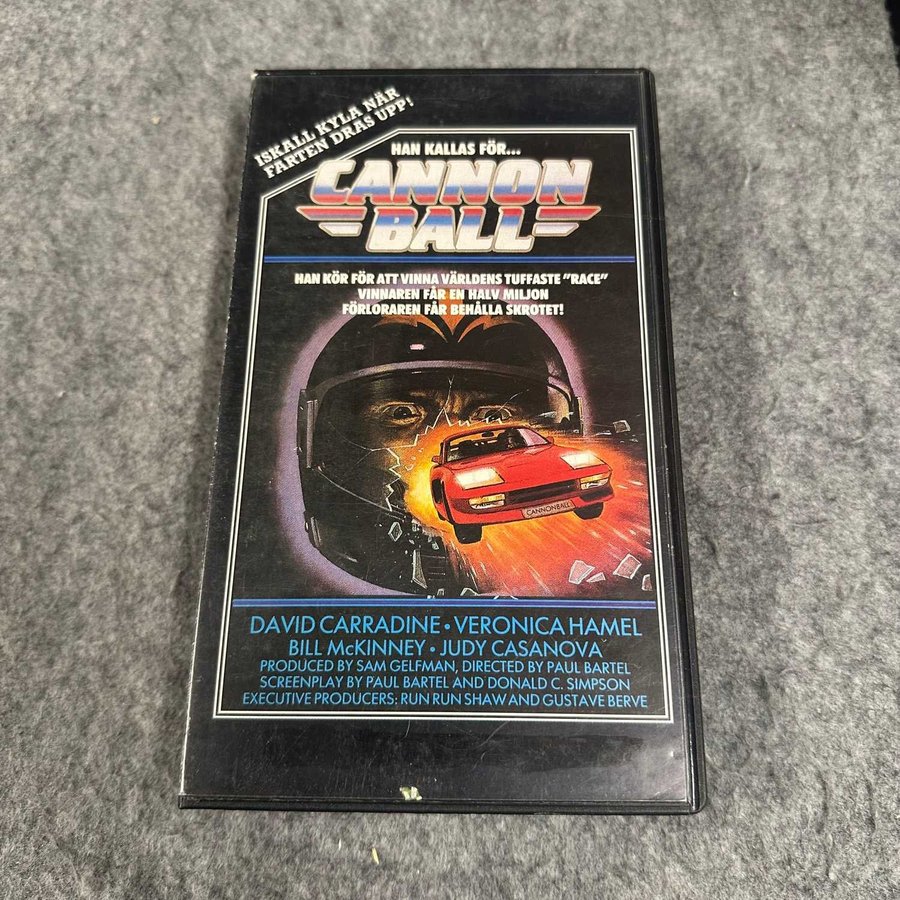 ISKALL KYLA NÄR
FARTEN DRAS UPP!
HAN KALLAS FÖR...
CANNON
BALL
HAN KÖR FÖR ATT VINNA VÄRLDENS TUFFASTE "RACE"
VINNAREN FÅR EN HALV MILJON
FÖRLORAREN FÅR BEHÅLLA SKROTET!
CANNONBALL
DAVID CARRADINE • VERONICA HAMEL
BILL McKINNEY • JUDY CASANOVA
PRODUCED BY SAM GELFMAN, DIRECTED BY PAUL BARTEL
SCREENPLAY BY PAUL BARTEL AND DONALD C. SIMPSON
EXECUTIVE PRODUCERS: RUN RUN SHAW AND GUSTAVE BERVE